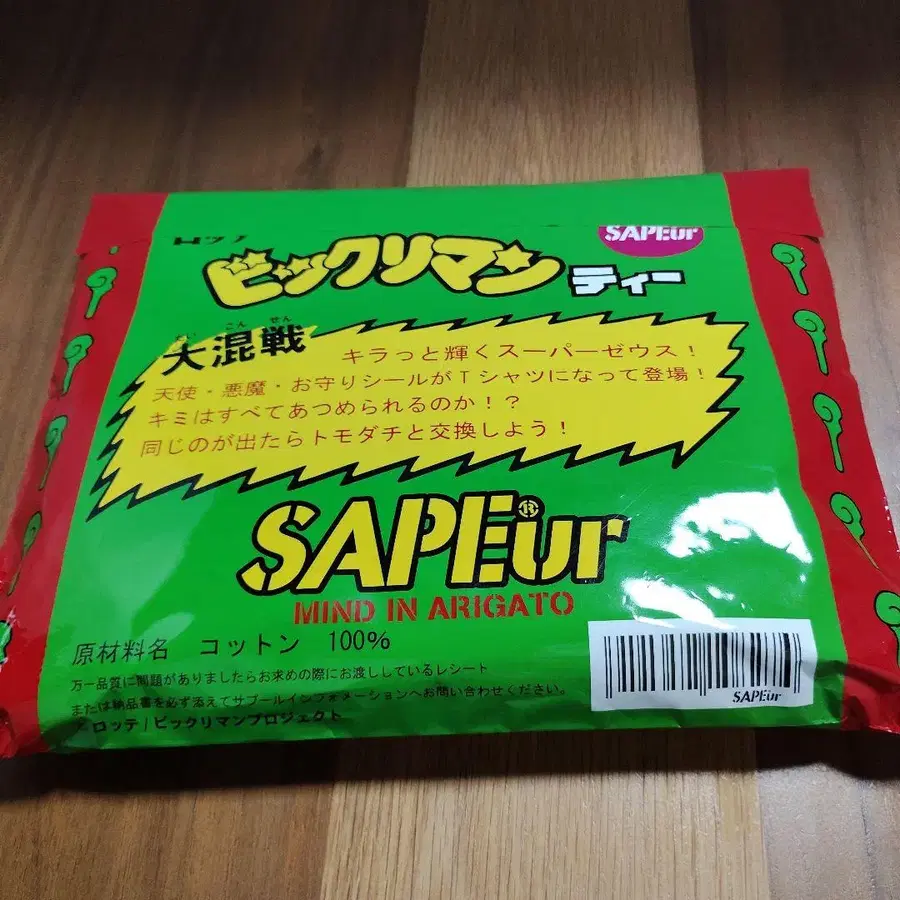 SAPEur
ビックリマン
ティー
こん せん
大混戦
キラっと輝くスーパーゼウス!
天使・悪魔・お守りシールがTシャツになって登場!
キミはすべてあつめられるのか!?
同じのが出たらトモダチと交換しよう!
SAPEur®
MIND IN ARIGATO
原材料名 コットン 100%
万一品質に問題がありましたらお求めの際にお渡ししているレシート
または納品書を必ず添えてサプールインフォメーションへお問い合わせください。
ロッテ/ビックリマンプロジェクト
SAPEur